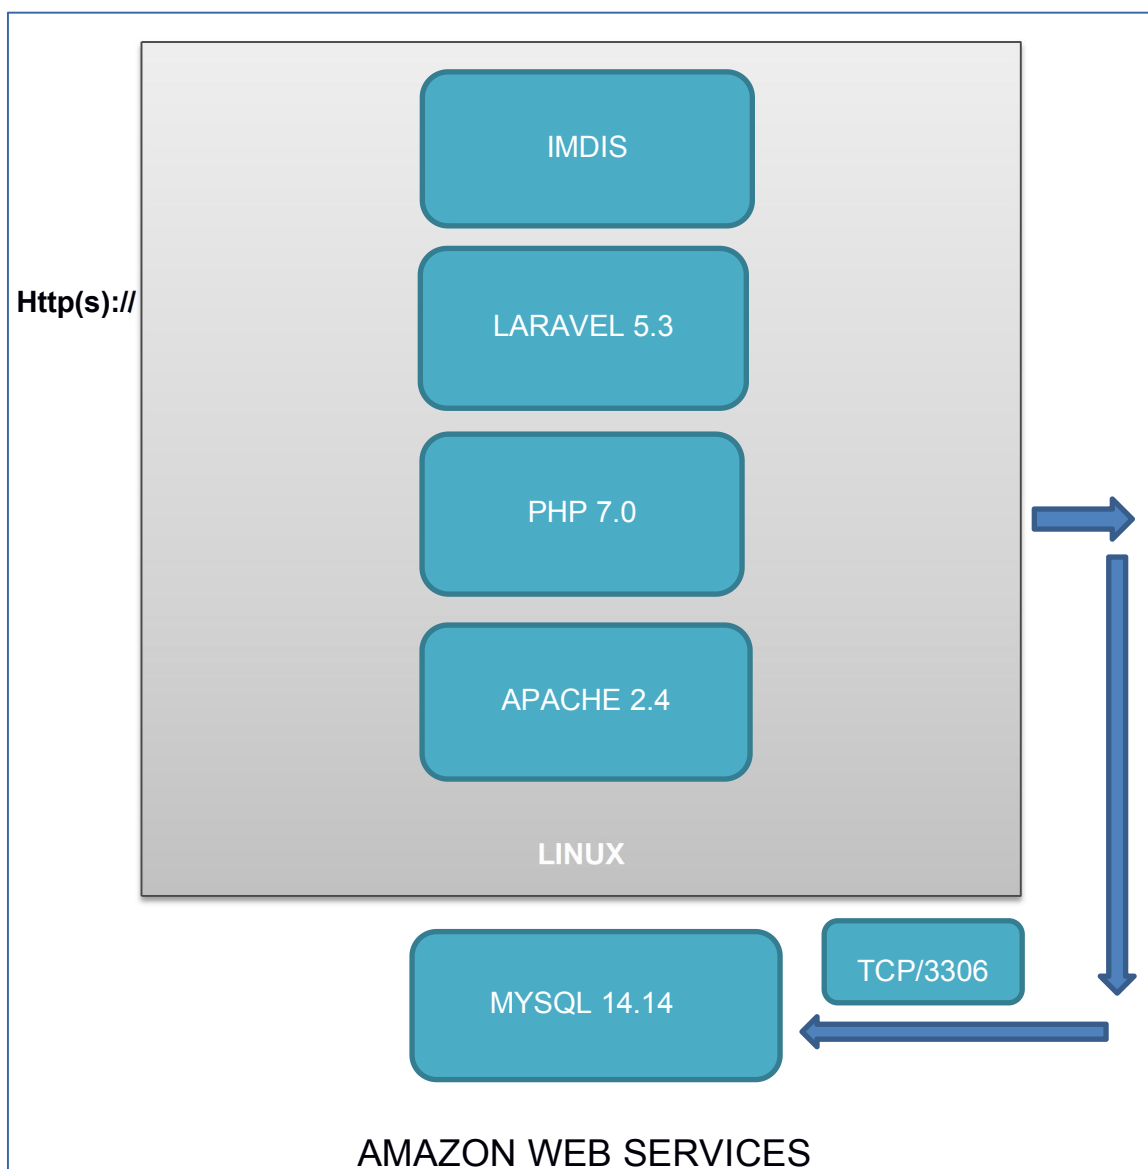 IMDIS
Http(s)://
LARAVEL 5.3
PHP 7.0
APACHE 2.4
LINUX
TCP/3306
MYSQL 14.14
AMAZON WEB SERVICES